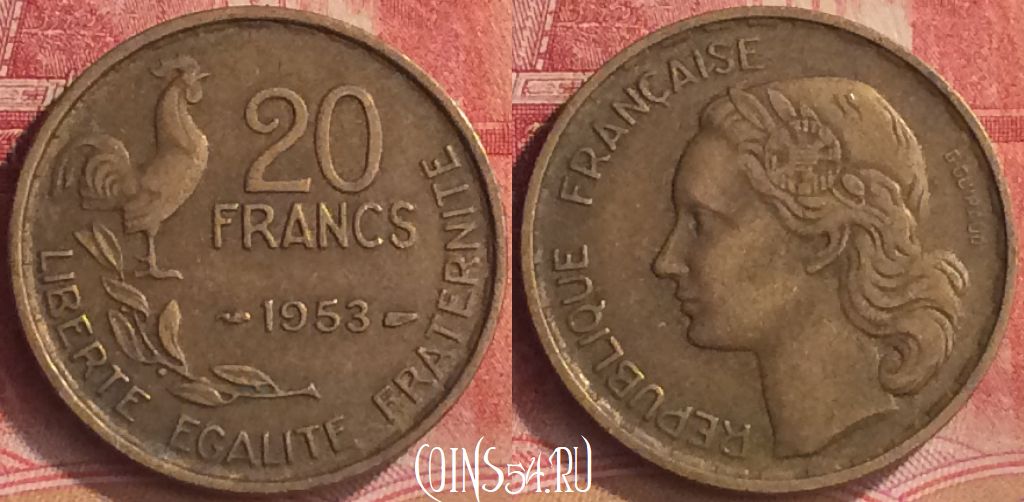 20
FRANCS
1953
LIBERTE EGALITE FRATERNITE
REPUBLIQUE FRANÇAISE
COINS54.RU